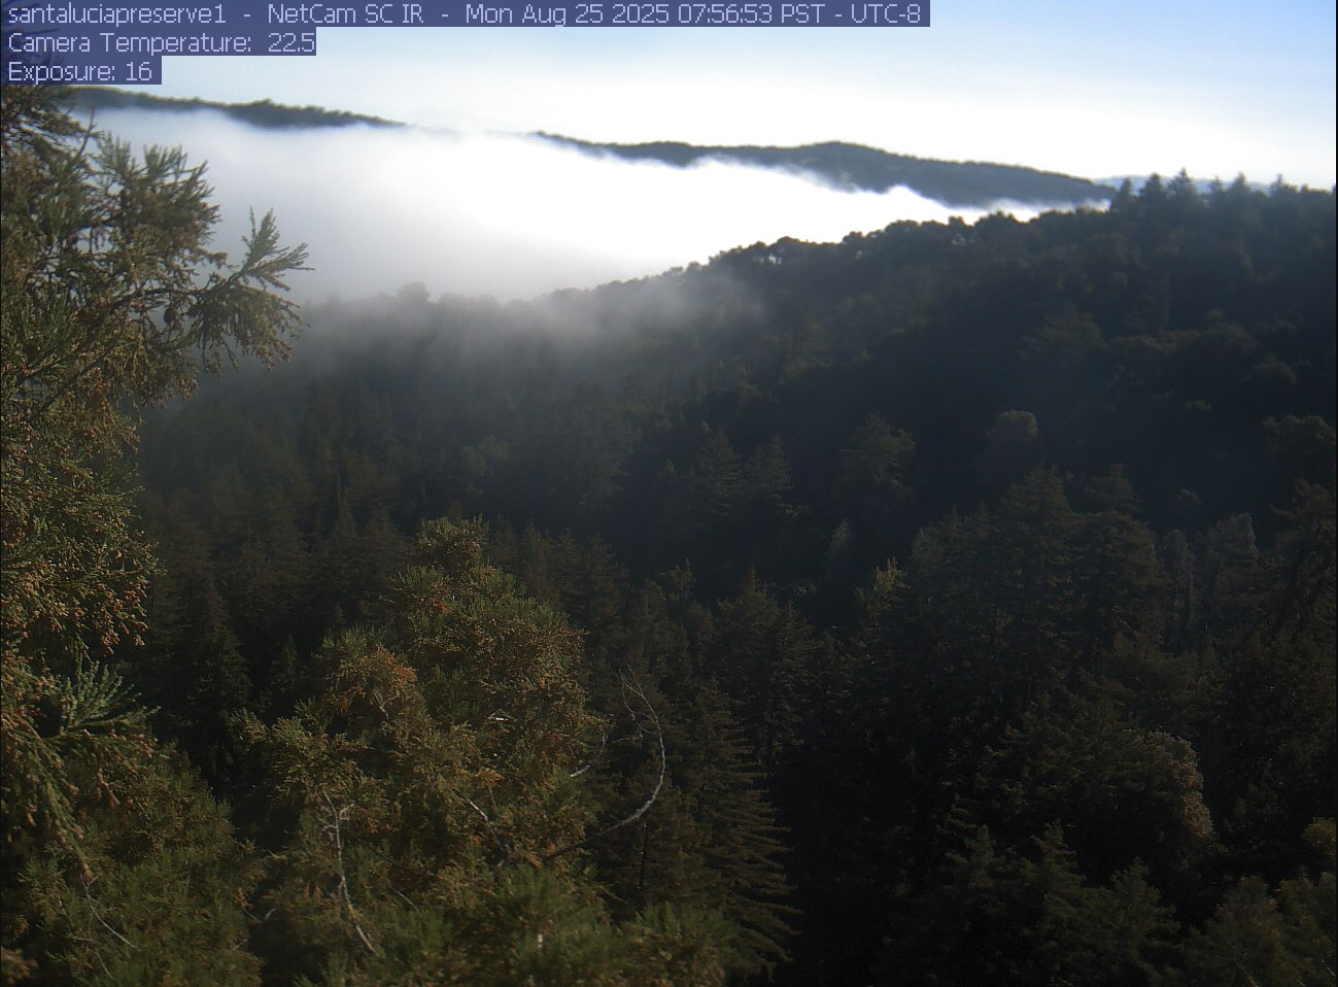 santaluciapreserve1 - NetCam SC IR - Mon Aug 25 2025 07:56:53 PST - UTC-8
Camera Temperature: 22.5
Exposure: 16